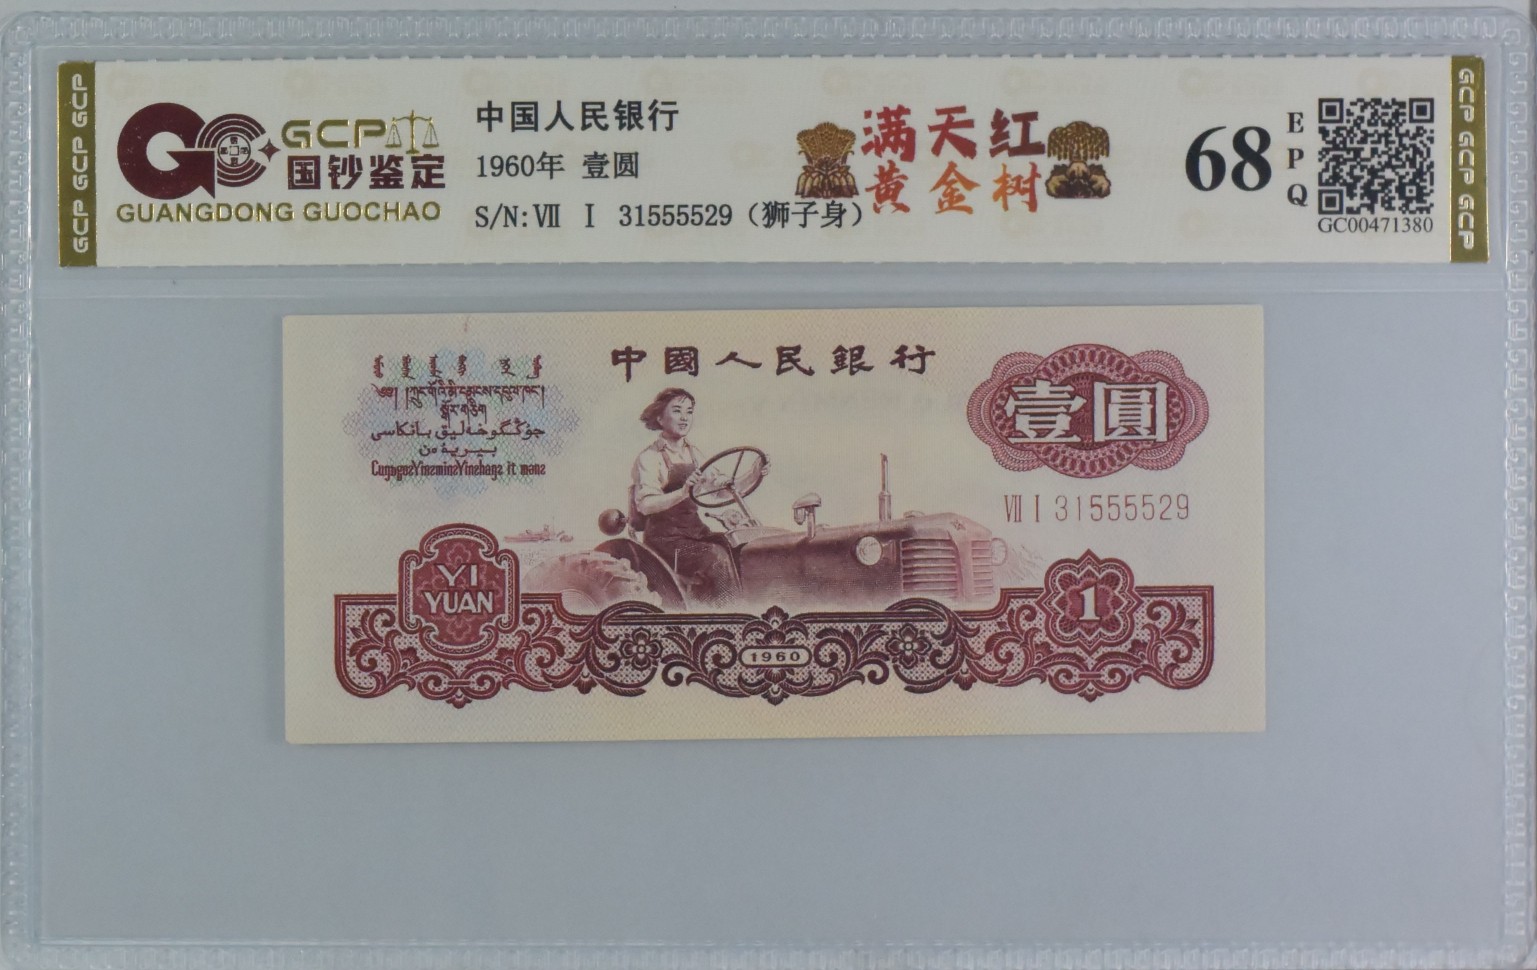 GCP GCP GCP
GCP
国钞鉴定
GUANGDONG GUOCHAO
中国人民银行
1960年 壹圆
S/N: Ⅶ Ⅰ 31555529（狮子身）
满天红
黄金树
68
EPQ
GC00471380
GCP GCP GCP
中國人民銀行
壹圓
Ⅶ Ⅰ 31555529
YI
YUAN
1960
1